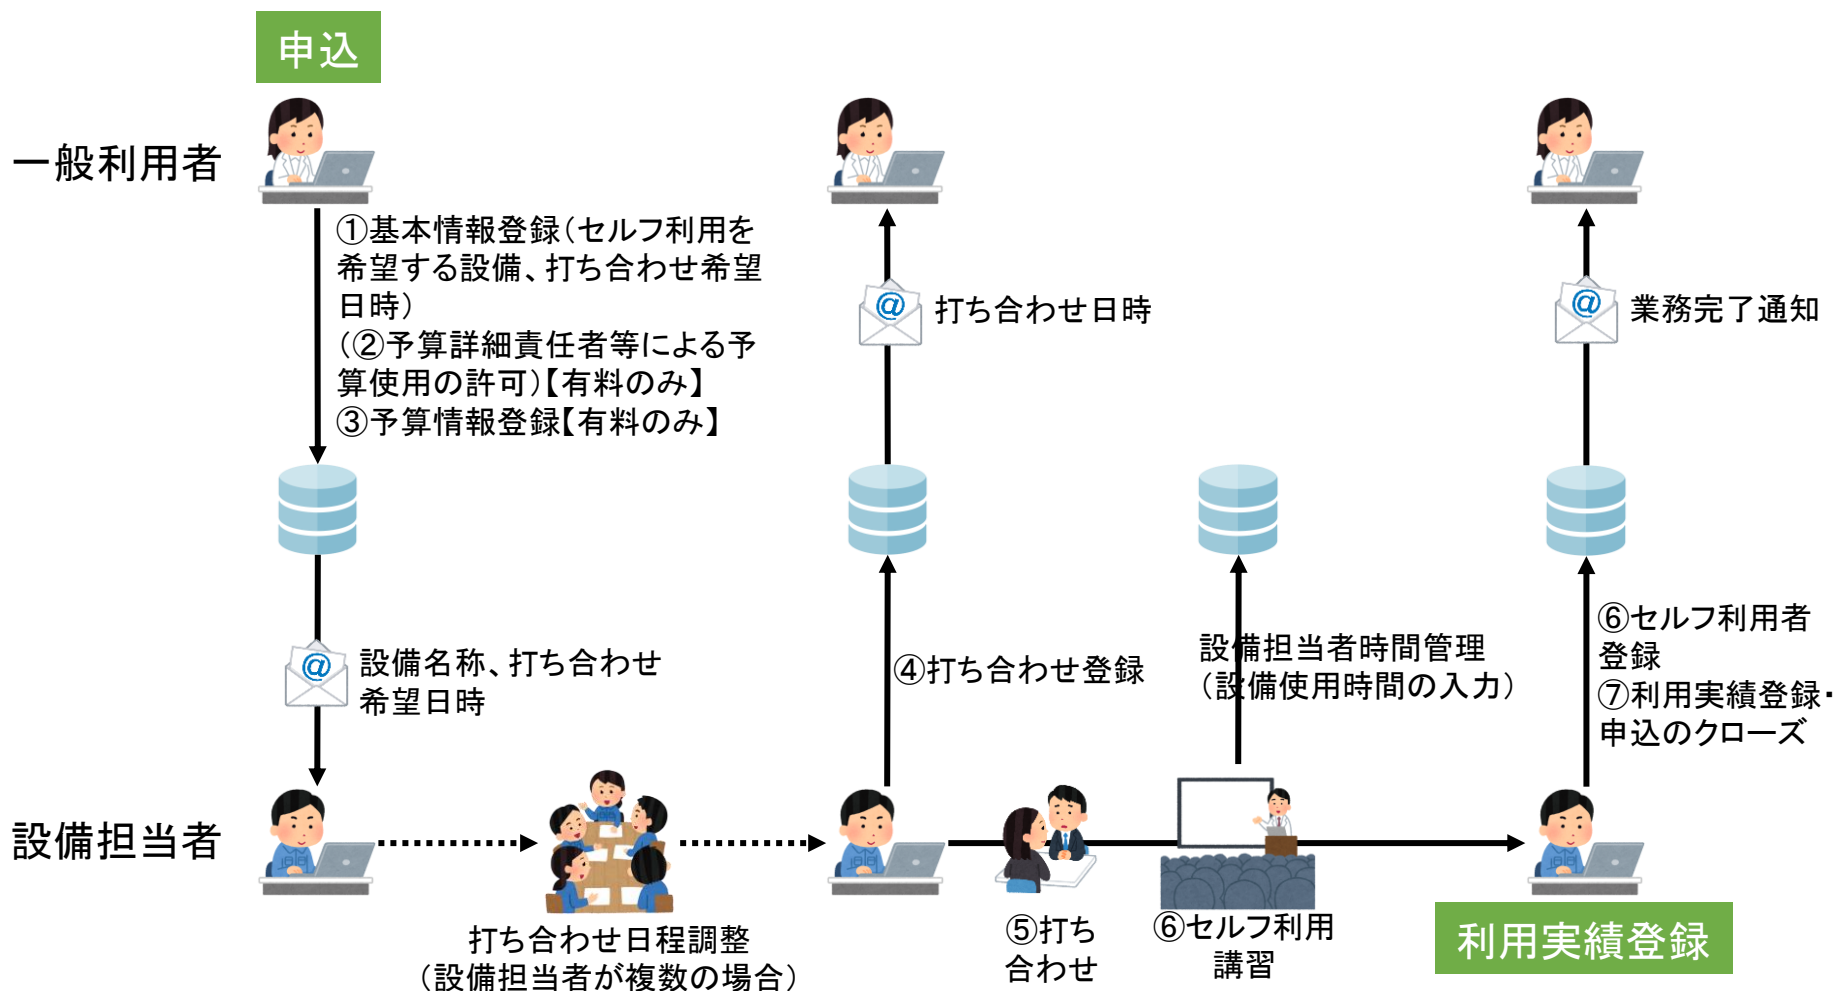 申込
一般利用者
①基本情報登録(セルフ利用を
希望する設備、打ち合わせ希望
日時)
(②予算詳細責任者等による予
算使用の許可)【有料のみ】
③予算情報登録【有料のみ】
@
打ち合わせ日時
@
業務完了通知
@
設備名称、打ち合わせ
希望日時
④打ち合わせ登録
設備担当者時間管理
(設備使用時間の入力)
⑥セルフ利用者
登録
⑦利用実績登録・
申込のクローズ
設備担当者
打ち合わせ日程調整
(設備担当者が複数の場合)
⑤打ち
合わせ
⑥セルフ利用
講習
利用実績登録